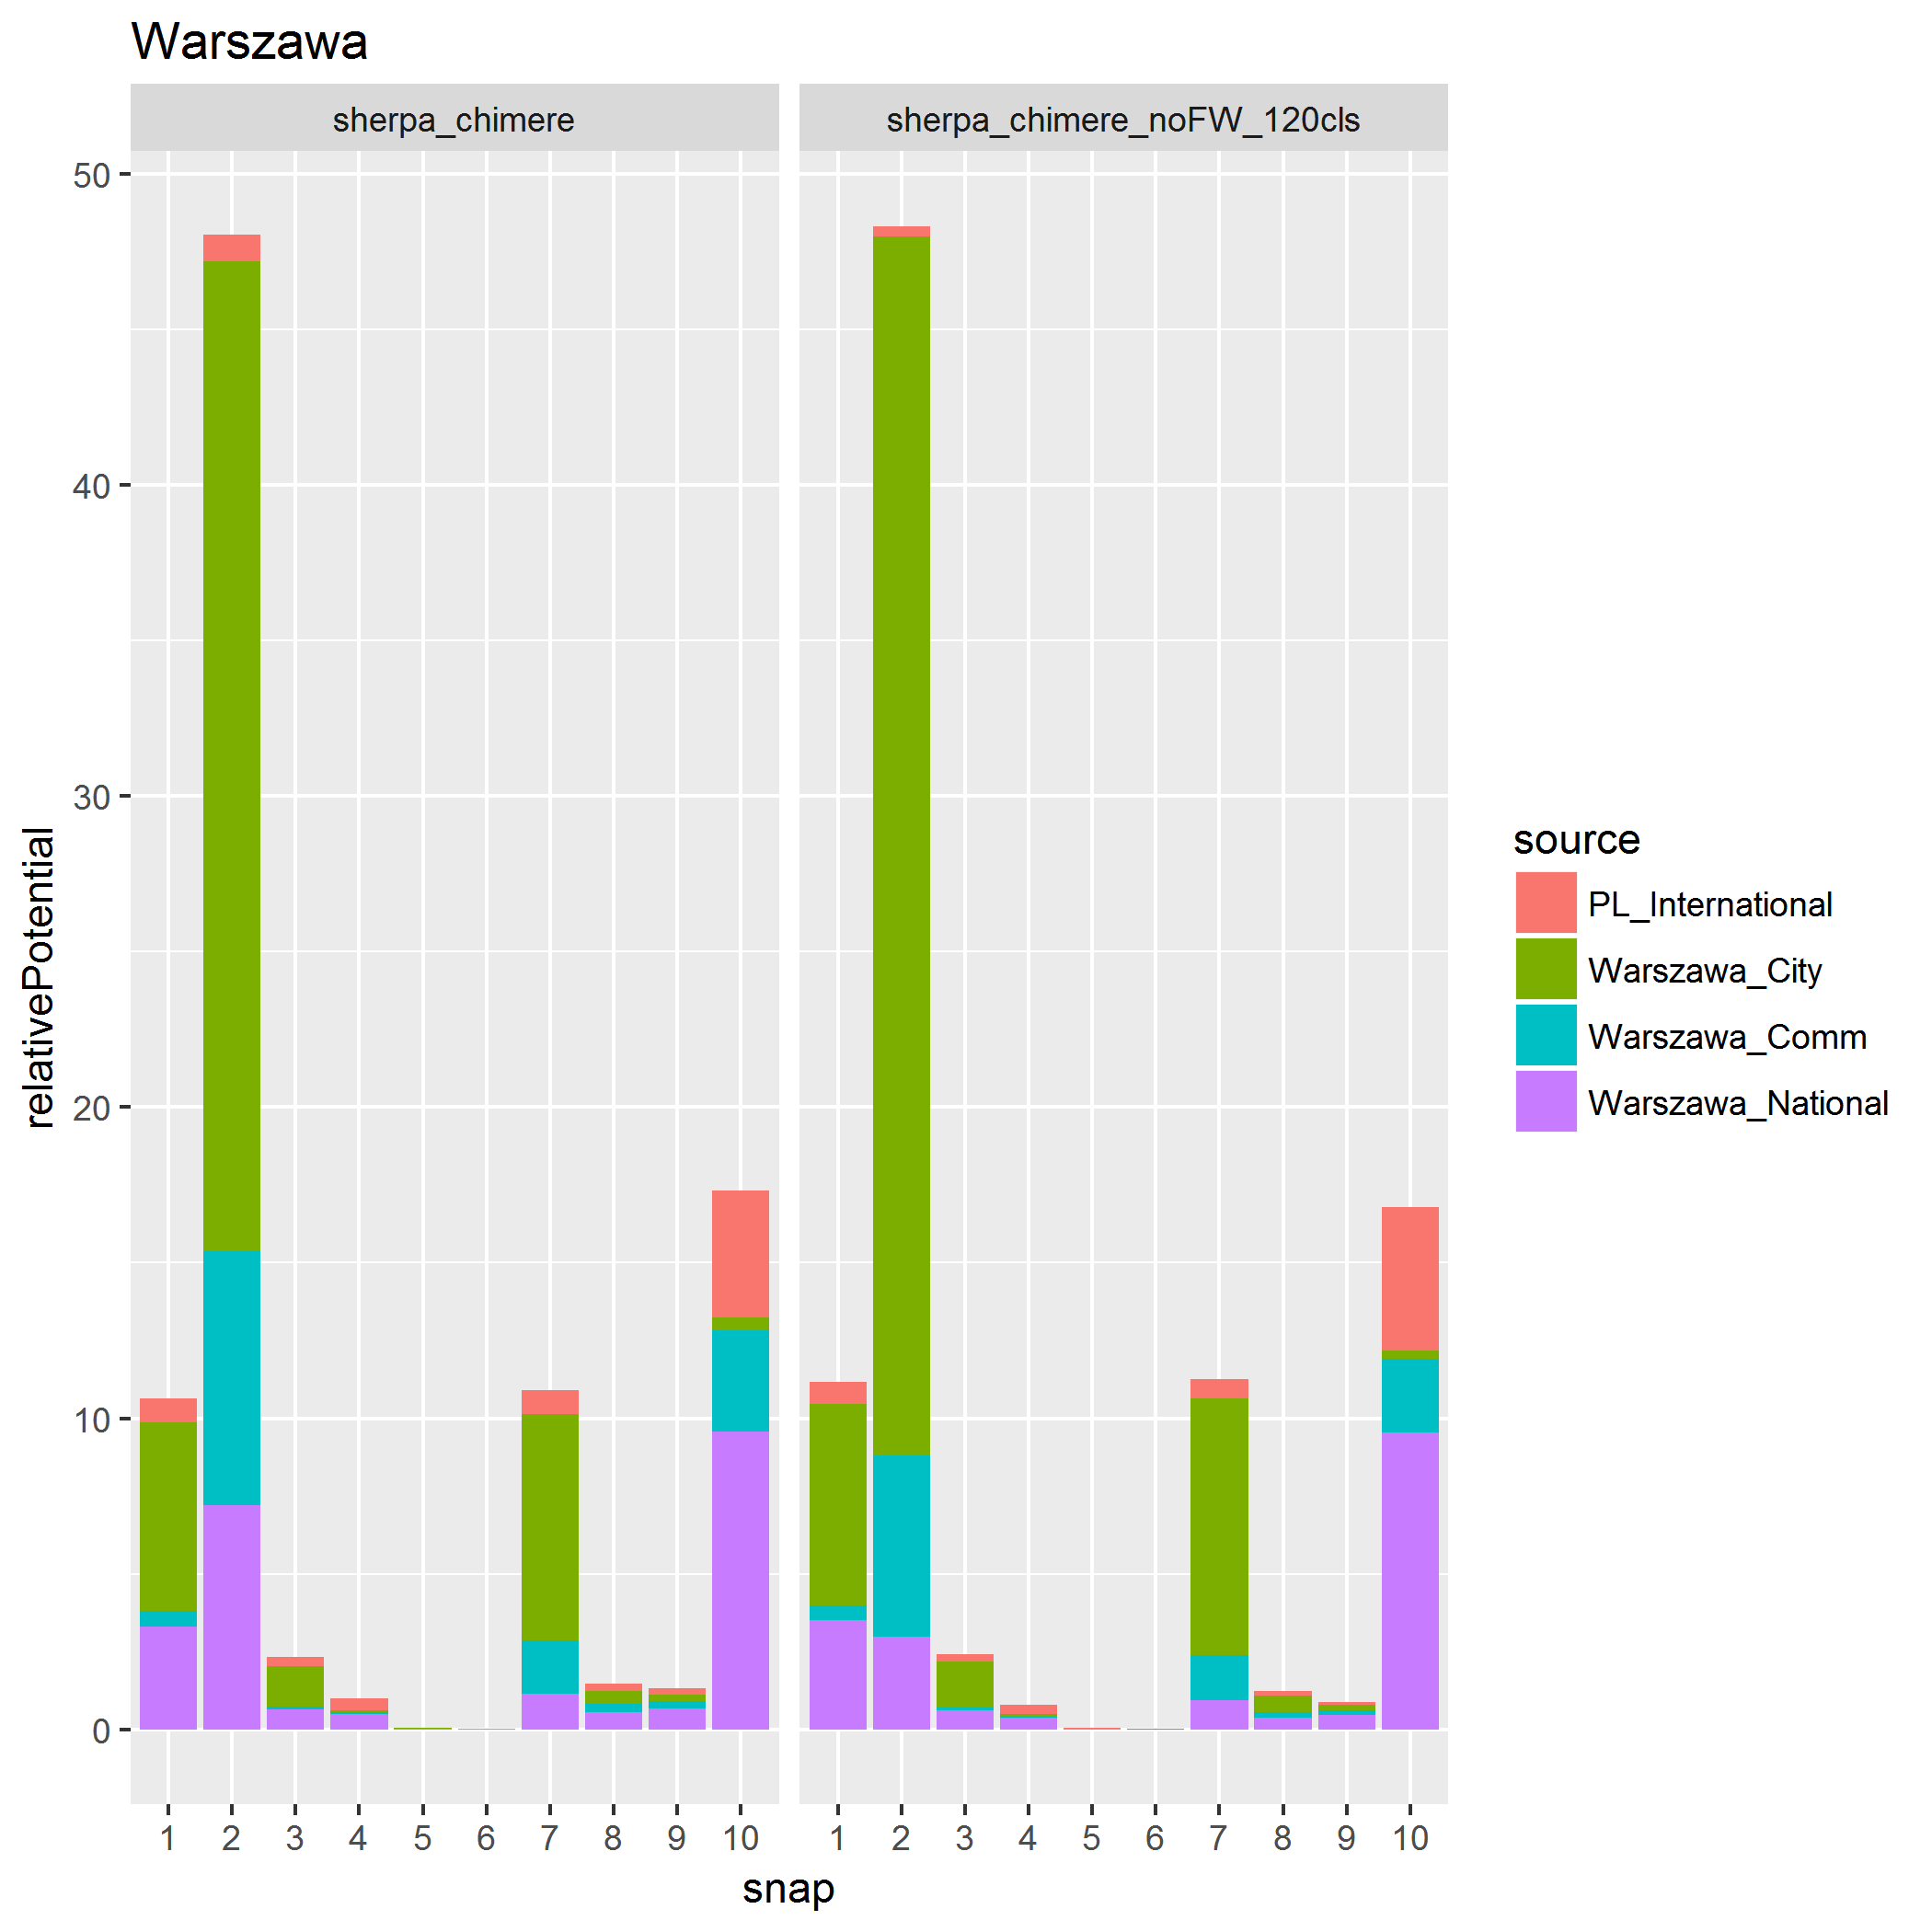 Warszawa
sherpa_chimere
sherpa_chimere_noFW_120cls
50
40
30
20
10
0
relativePotential
1 2 3 4 5 6 7 8 9 10
1 2 3 4 5 6 7 8 9 10
snap
source
PL_International
Warszawa_City
Warszawa_Comm
Warszawa_National